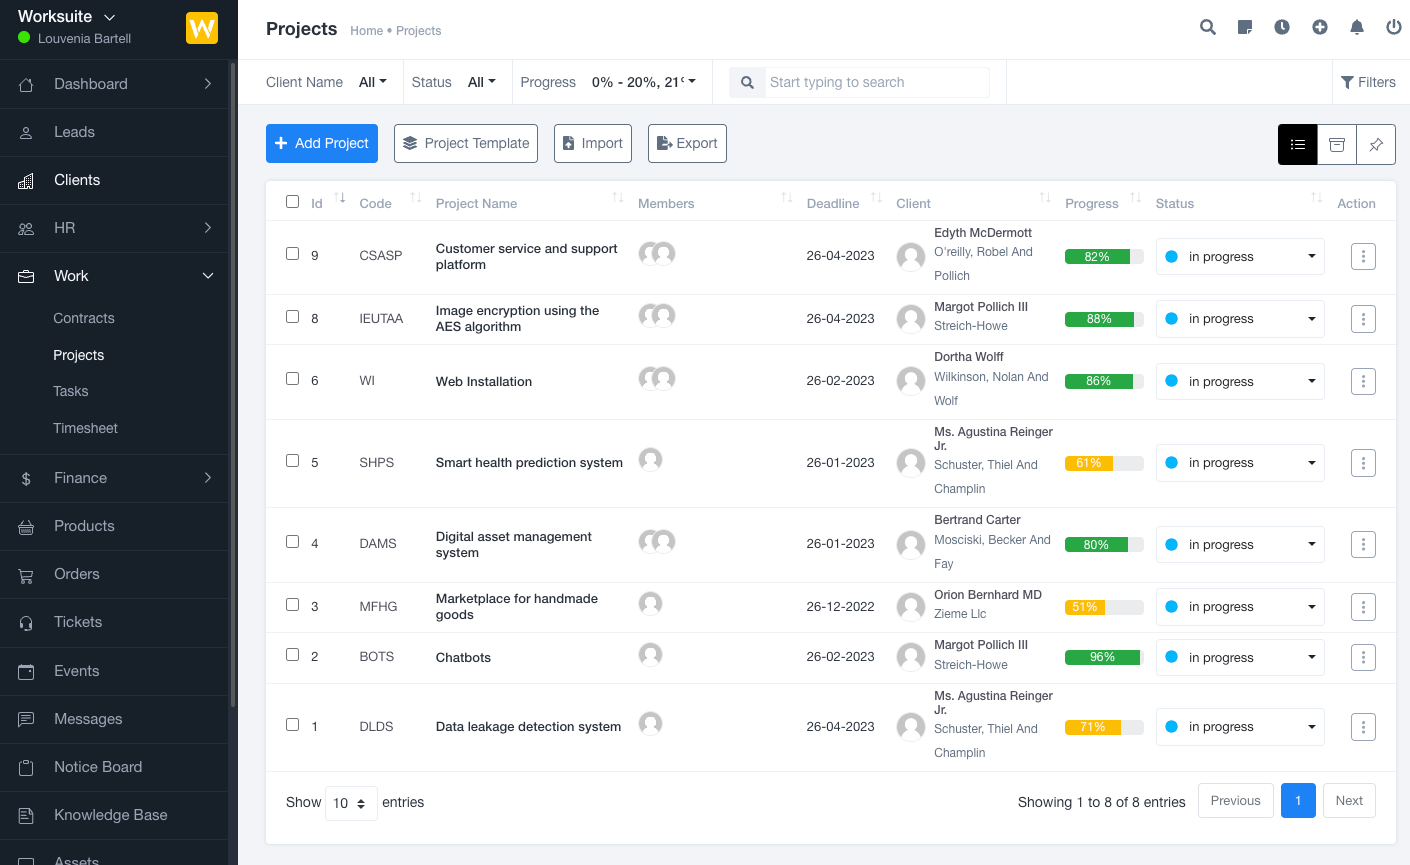 Worksuite
Louvenia Bartell
W
Dashboard
Leads
Clients
HR
Work
Contracts
Projects
Tasks
Timesheet
Finance
Products
Orders
Tickets
Events
Messages
Notice Board
Knowledge Base
Assets
Projects Home • Projects
Client Name All Status All Progress 0% - 20%, 21% Start typing to search Filters
Add Project Project Template Import Export
Id Code Project Name Members Deadline Client Progress Status Action
9 CSASP Customer service and support platform 26-04-2023 Edyth McDermott O'reilly, Robel And Pollich 82% in progress
8 IEUTAA Image encryption using the AES algorithm 26-04-2023 Margot Pollich III Streich-Howe 88% in progress
6 WI Web Installation 26-02-2023 Dortha Wolff Wilkinson, Nolan And Wolf 86% in progress
5 SHPS Smart health prediction system 26-01-2023 Ms. Agustina Reinger Jr. Schuster, Thiel And Champlin 61% in progress
4 DAMS Digital asset management system 26-01-2023 Bertrand Carter Mosciski, Becker And Fay 80% in progress
3 MFHG Marketplace for handmade goods 26-12-2022 Orion Bernhard MD Zieme Llc 51% in progress
2 BOTS Chatbots 26-02-2023 Margot Pollich III Streich-Howe 96% in progress
1 DLDS Data leakage detection system 26-04-2023 Ms. Agustina Reinger Jr. Schuster, Thiel And Champlin 71% in progress
Show 10 entries Showing 1 to 8 of 8 entries Previous 1 Next